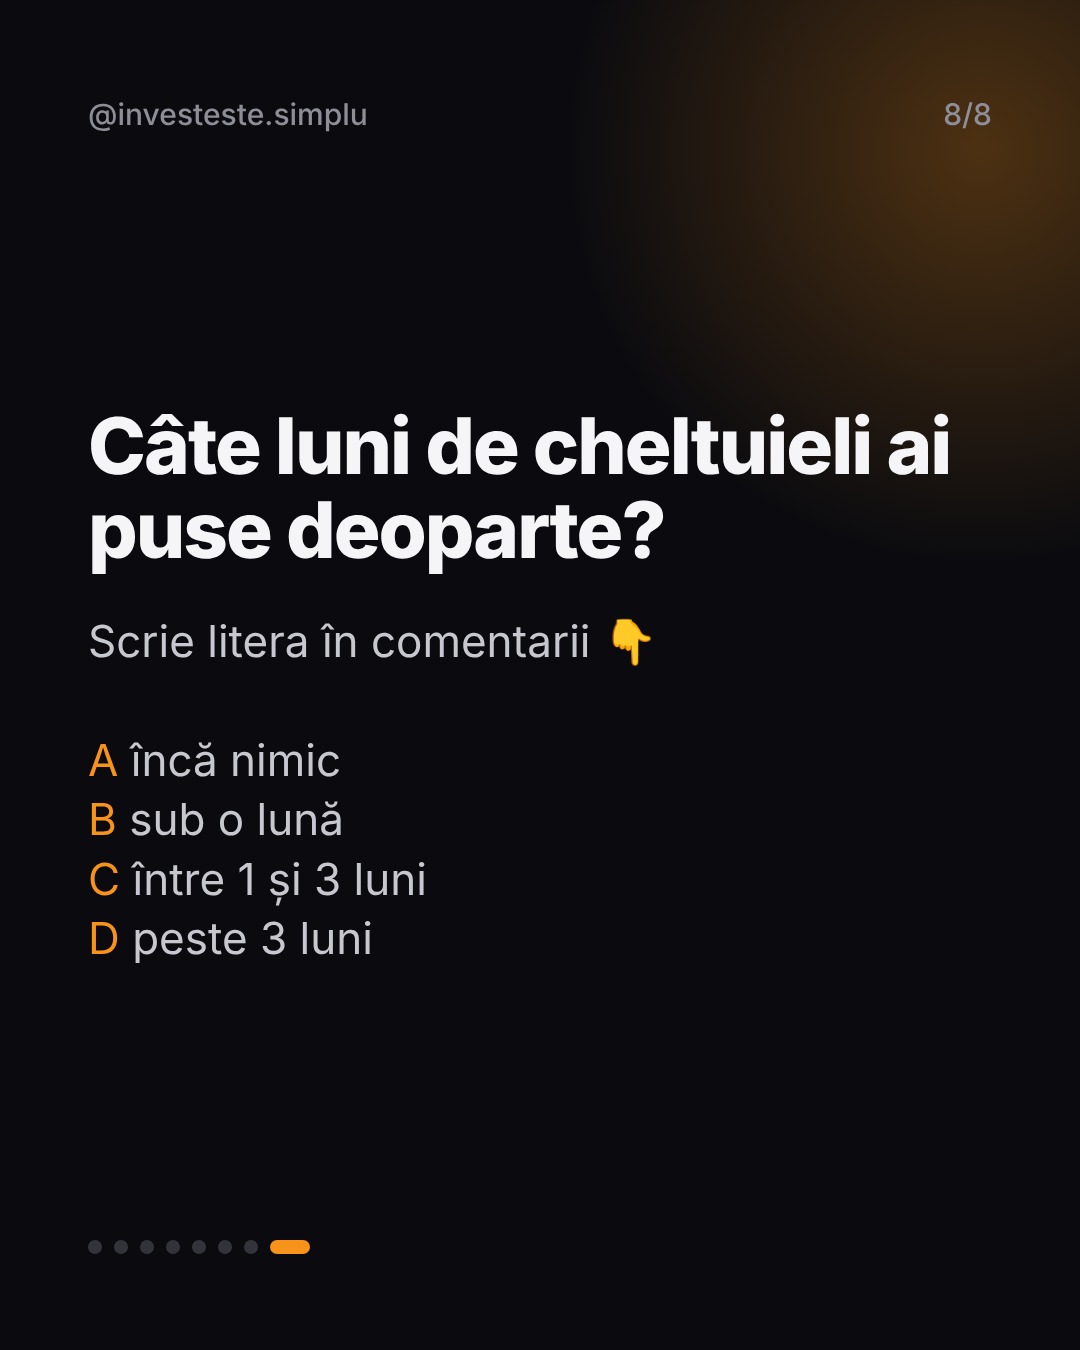 @investeste.simplu
8/8
Câte luni de cheltuieli ai
puse deoparte?
Scrie litera în comentarii 👇
A încă nimic
B sub o lună
C între 1 și 3 luni
D peste 3 luni